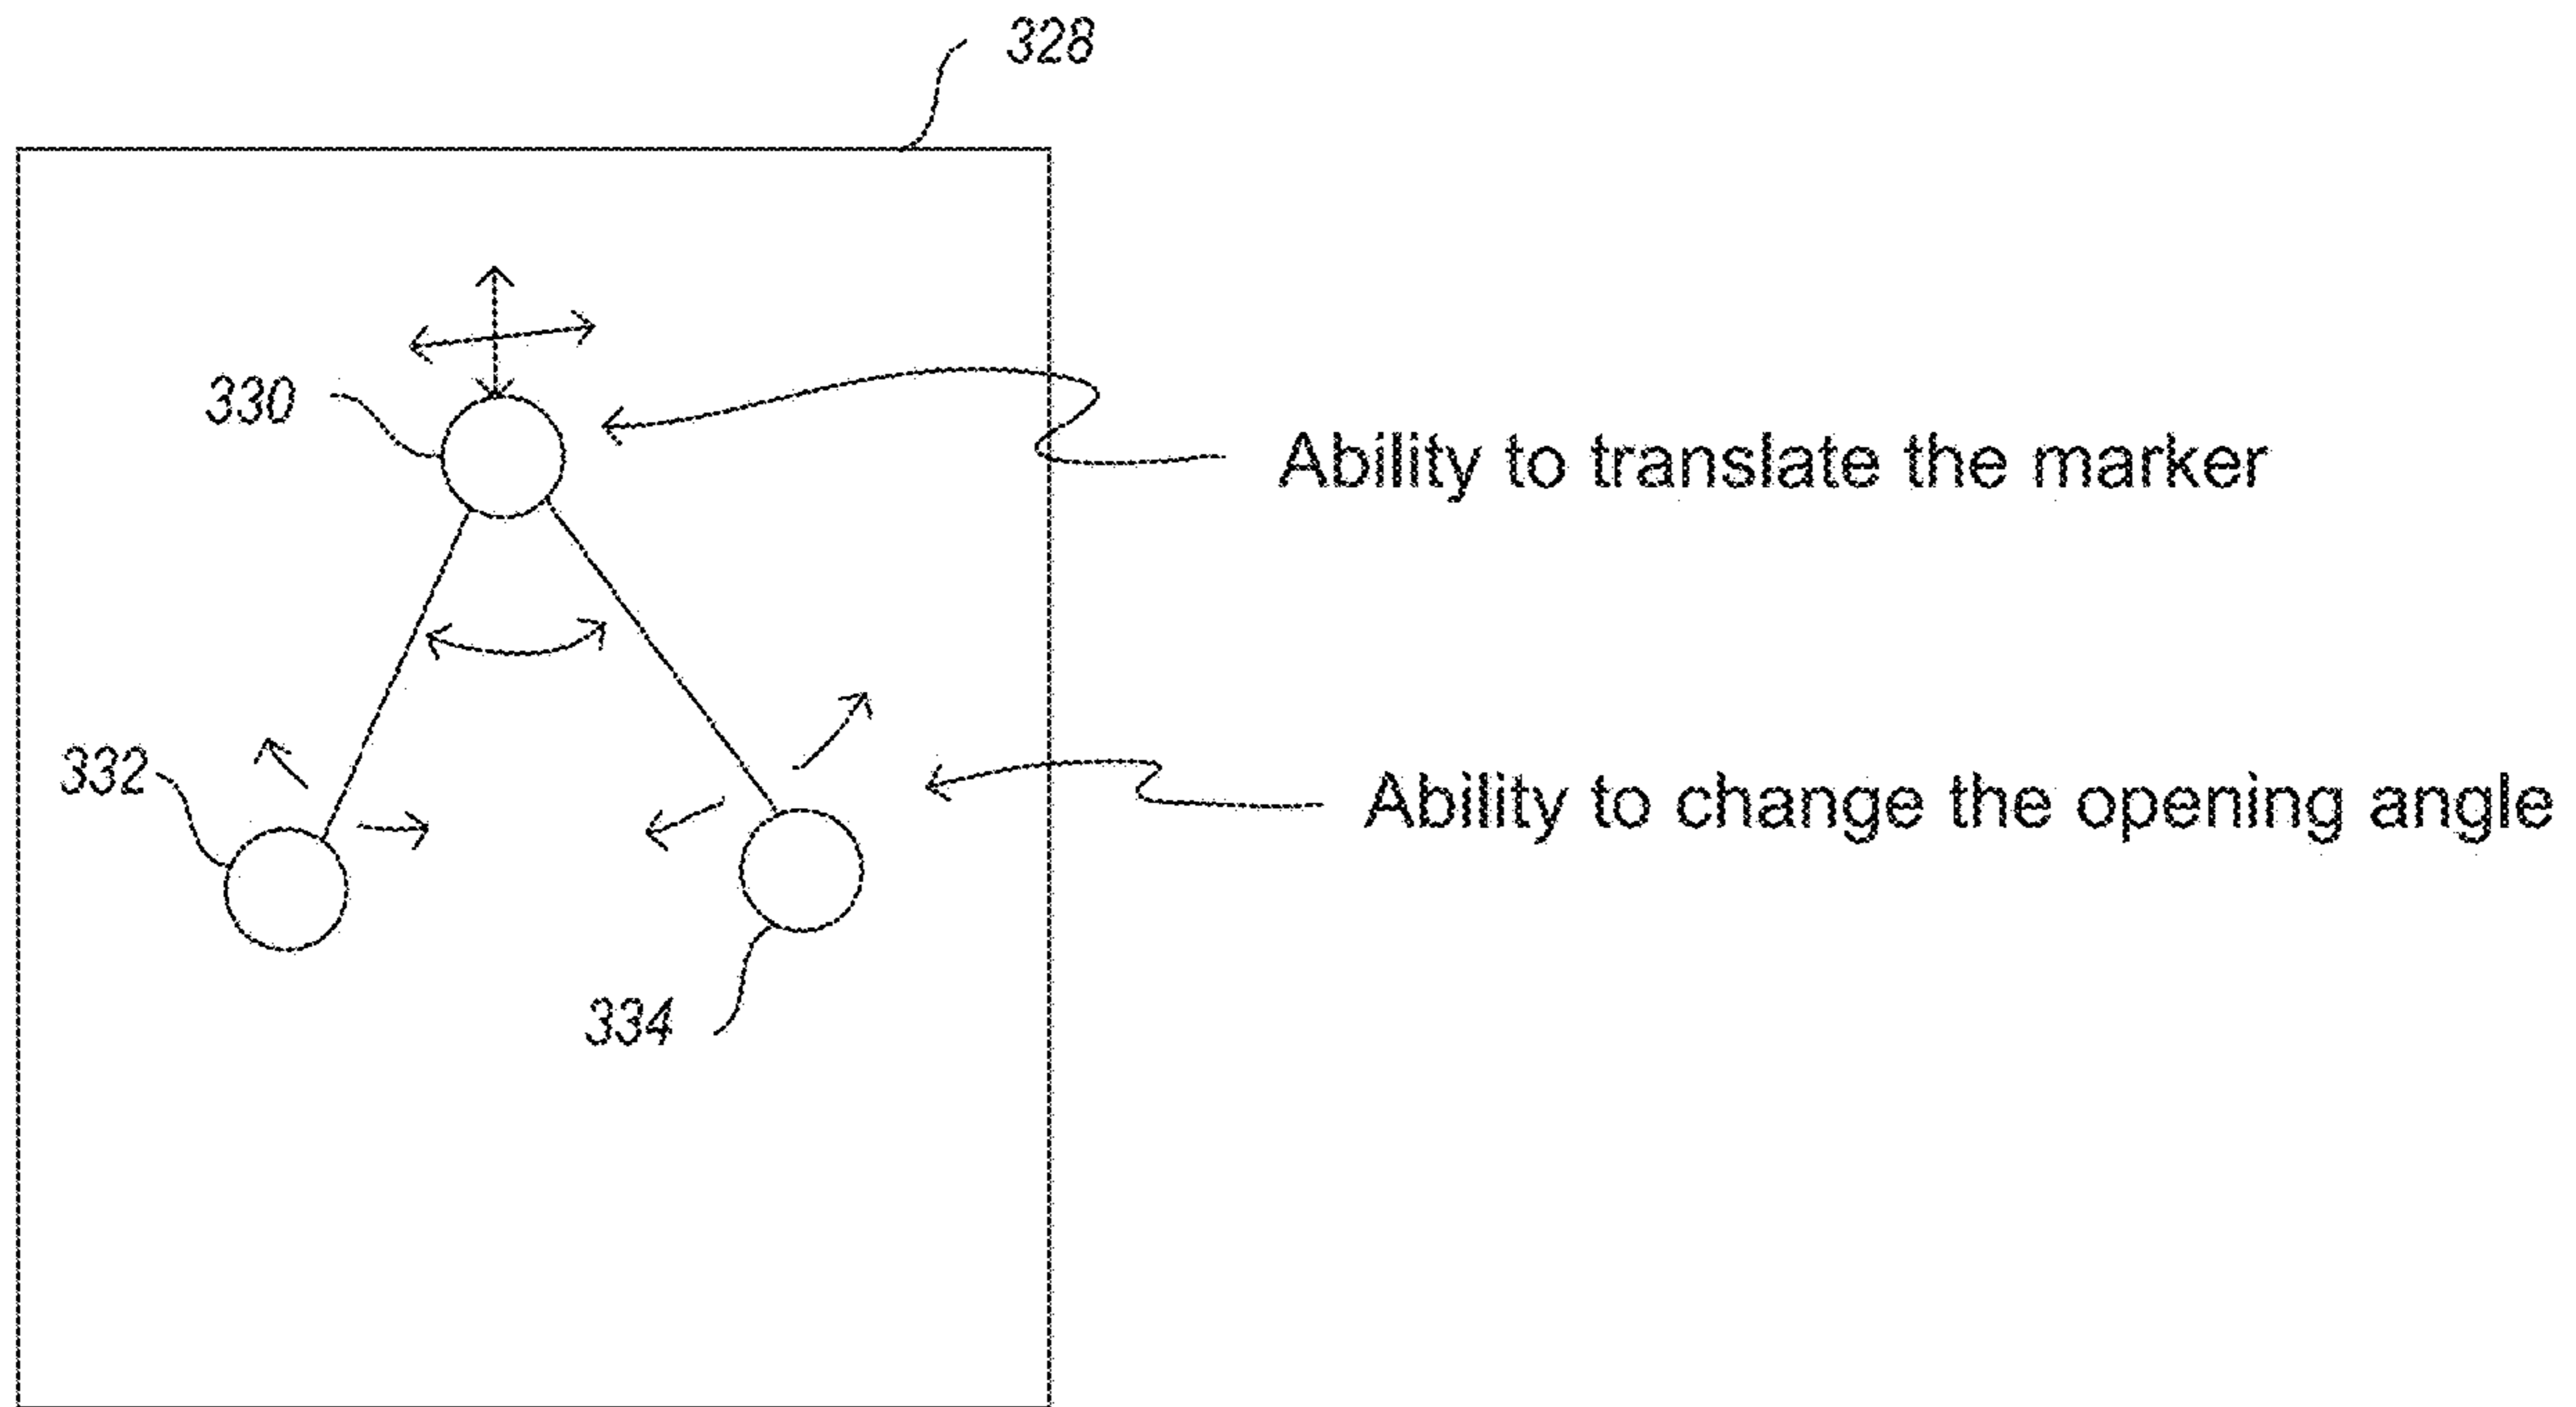 328
330
Ability to translate the marker
332
Ability to change the opening angle
334